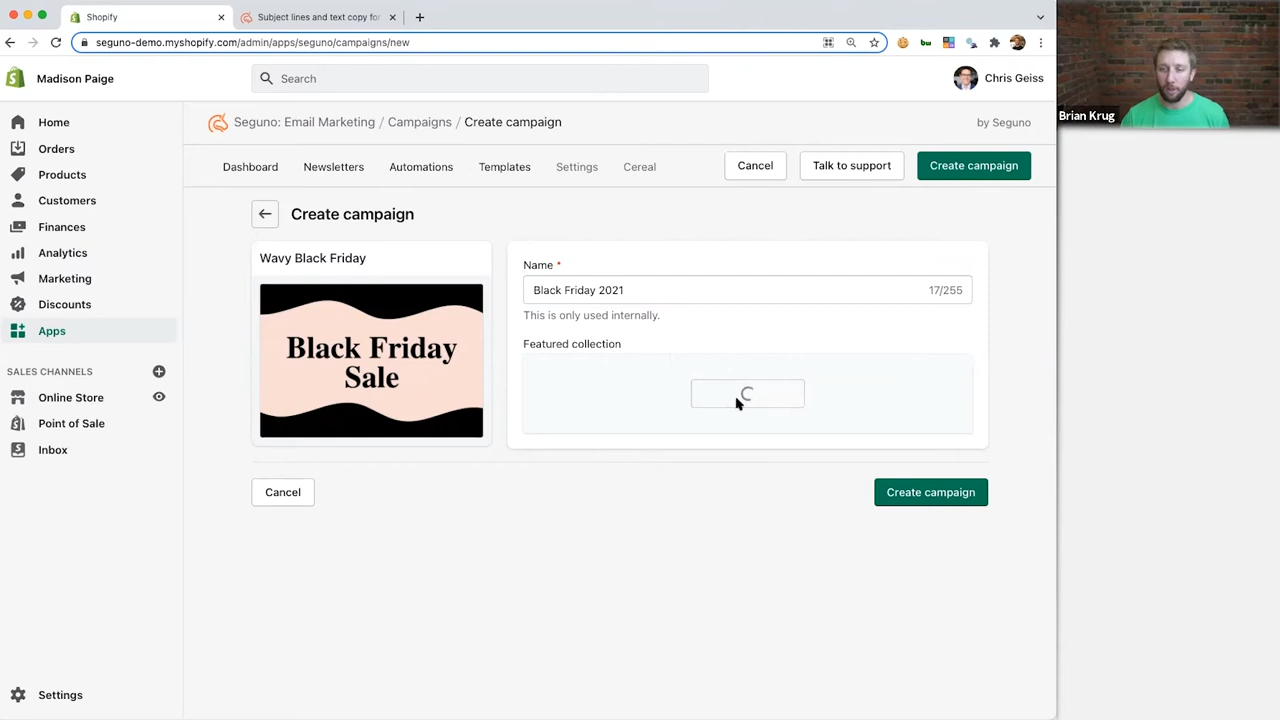 Shopify
Subject lines and text copy for
seguno-demo.myshopify.com/admin/apps/seguno/campaigns/new
Madison Paige
Search
Chris Geiss
Brian Krug
Home
Orders
Products
Customers
Finances
Analytics
Marketing
Discounts
Apps
SALES CHANNELS
Online Store
Point of Sale
Inbox
Settings
Seguno: Email Marketing / Campaigns / Create campaign
by Seguno
Dashboard
Newsletters
Automations
Templates
Settings
Cereal
Cancel
Talk to support
Create campaign
Create campaign
Wavy Black Friday
Black Friday
Sale
Name *
Black Friday 2021
17/255
This is only used internally.
Featured collection
Cancel
Create campaign